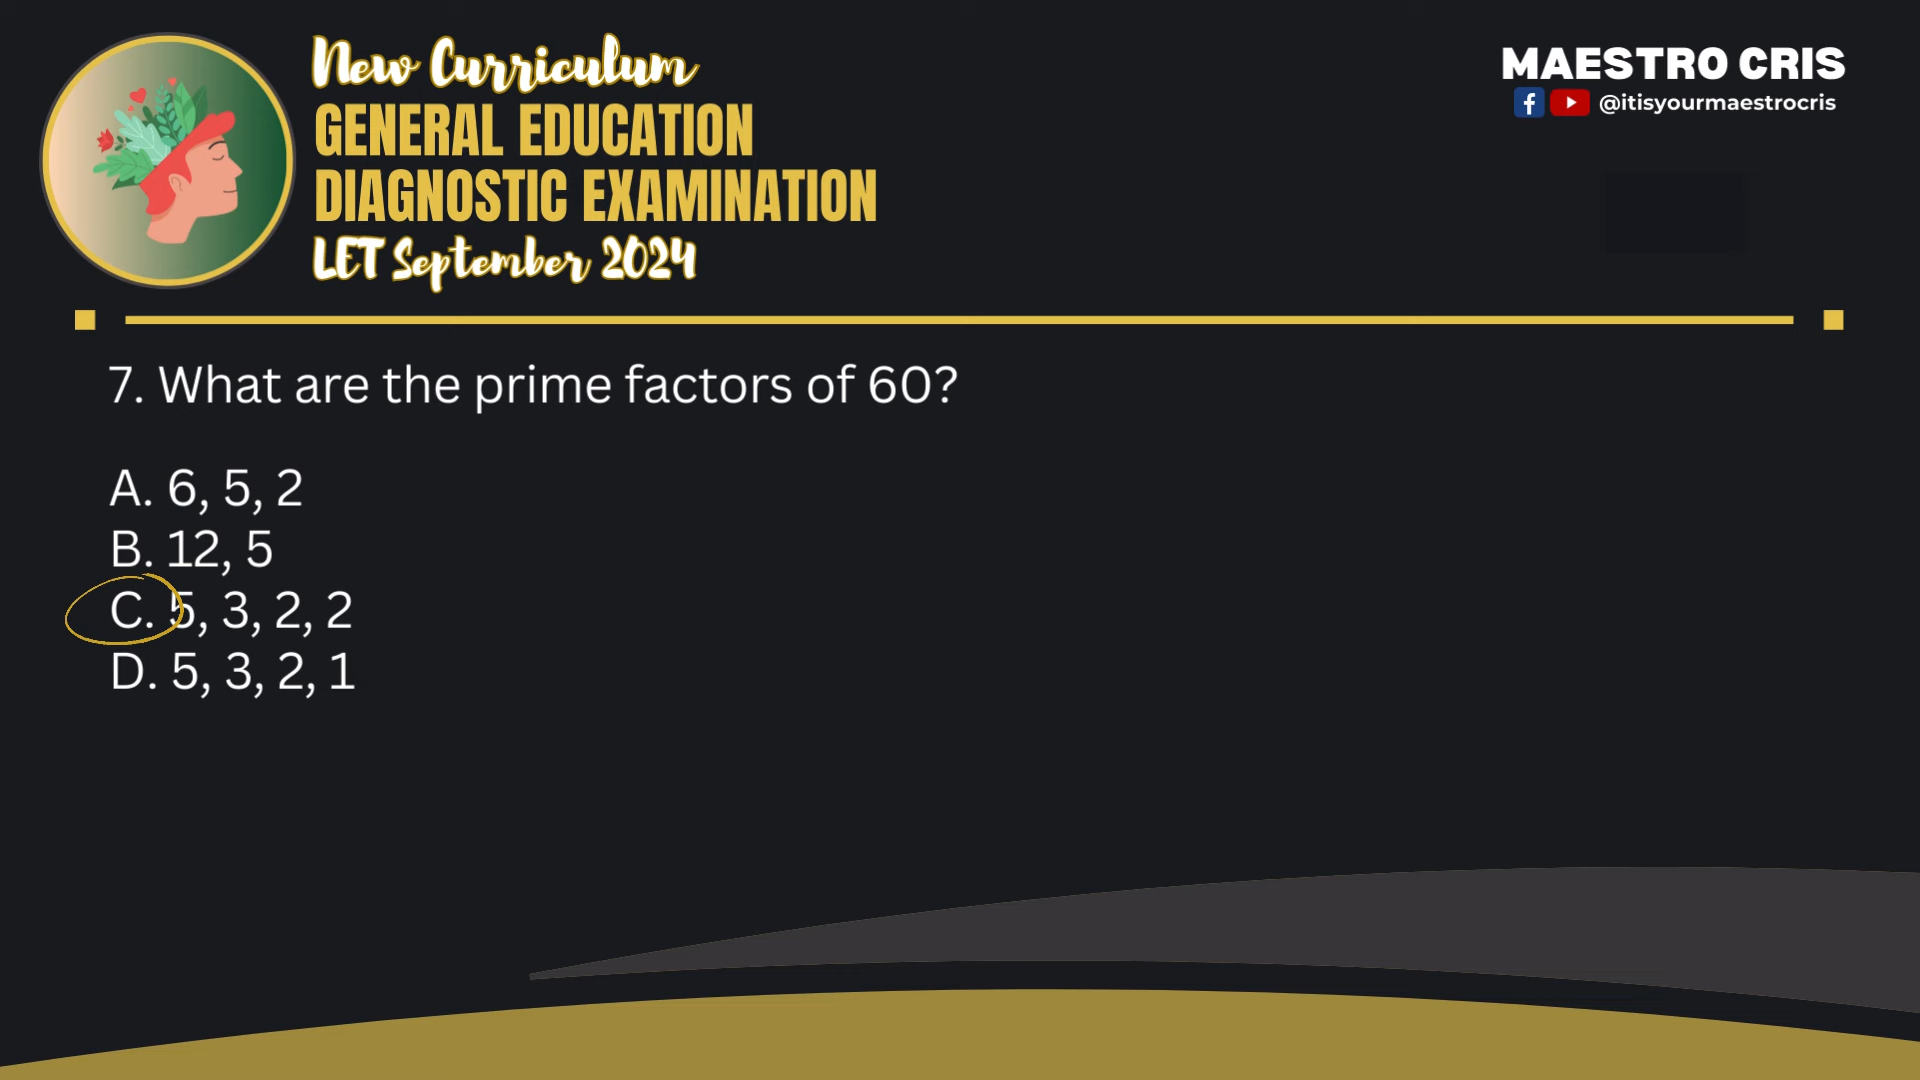 New Curriculum
GENERAL EDUCATION
DIAGNOSTIC EXAMINATION
LET September 2024
MAESTRO CRIS
@itisyourmaestrocris
7. What are the prime factors of 60?
A. 6, 5, 2
B. 12, 5
C. 5, 3, 2, 2
D. 5, 3, 2, 1